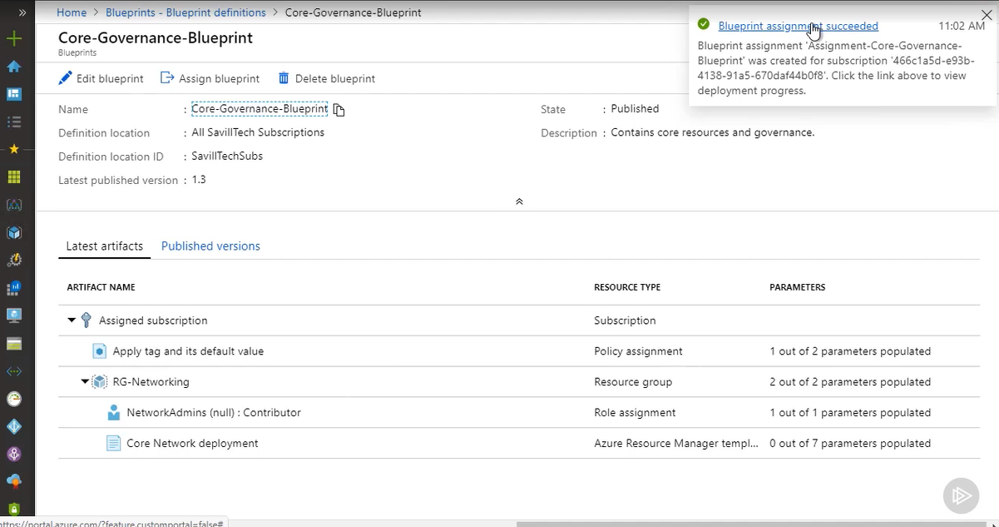 Home > Blueprints - Blueprint definitions > Core-Governance-Blueprint
Core-Governance-Blueprint
Blueprints
Edit blueprint Assign blueprint Delete blueprint
Blueprint assignment succeeded 11:02 AM
Blueprint assignment 'Assignment-Core-Governance-
Blueprint' was created for subscription '466c1a5d-e93b-
4138-91a5-670daf44b0f8'. Click the link above to view
deployment progress.
Name : Core-Governance-Blueprint
Definition location : All SavillTech Subscriptions
Definition location ID : SavillTechSubs
Latest published version : 1.3
State : Published
Description : Contains core resources and governance.
Latest artifacts Published versions
ARTIFACT NAME RESOURCE TYPE PARAMETERS
Assigned subscription Subscription
Apply tag and its default value Policy assignment 1 out of 2 parameters populated
RG-Networking Resource group 2 out of 2 parameters populated
NetworkAdmins (null) : Contributor Role assignment 1 out of 1 parameters populated
Core Network deployment Azure Resource Manager templ... 0 out of 7 parameters populated
https://portal.azure.com/?feature.customportal=false#